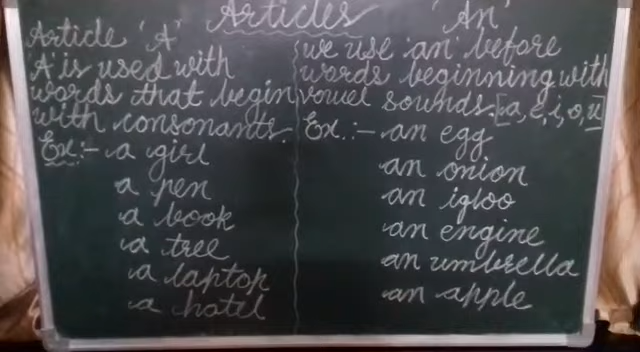 Articles
Article 'A'
A is used with
words that begin
with consonants.
Ex:- a girl
a pen
a book
a tree
a laptop
a hotel
'An'
we use 'an' before
words beginning with
vowel sounds. [a, e, i, o, u]
Ex.:- an egg
an onion
an igloo
an engine
an umbrella
an apple